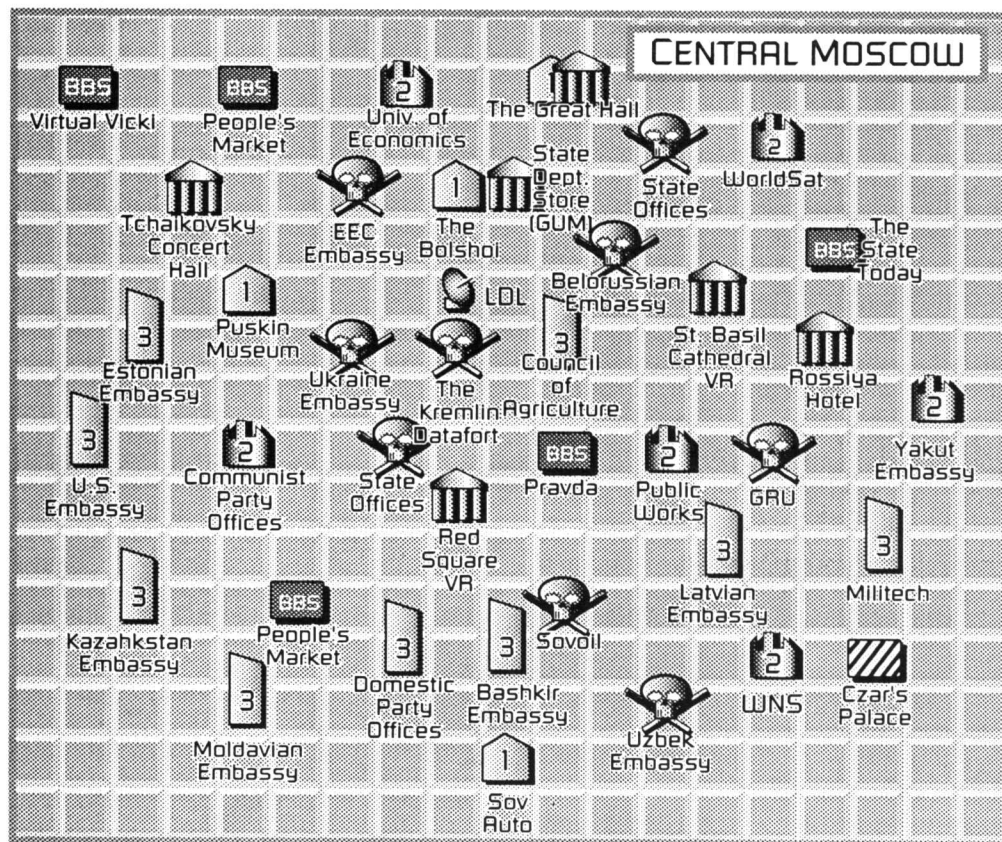 CENTRAL MOSCOW
BBS
Virtual Vicki
BBS
People's
Market
2
Univ. of
Economics
1
The Great Hall
State
Offices
2
WorldSat
Tchaikovsky
Concert
Hall
EEC
Embassy
1
The
Bolshoi
State
Dept.
Store
(GUM)
Belorussian
Embassy
BBS
The
State
Today
3
Estonian
Embassy
1
Puskin
Museum
Ukraine
Embassy
LDL
The
Kremlin
Datafort
3
Council
of
Agriculture
St. Basil
Cathedral
VR
Rossiya
Hotel
2
Yakut
Embassy
3
U.S.
Embassy
2
Communist
Party
Offices
State
Offices
Red
Square
VR
BBS
Pravda
2
Public
Works
GRU
3
Latvian
Embassy
3
Militech
3
Kazahkstan
Embassy
BBS
People's
Market
3
Domestic
Party
Offices
3
Bashkir
Embassy
Sovoil
2
WNS
Czar's
Palace
3
Moldavian
Embassy
Uzbek
Embassy
1
Sov
Auto